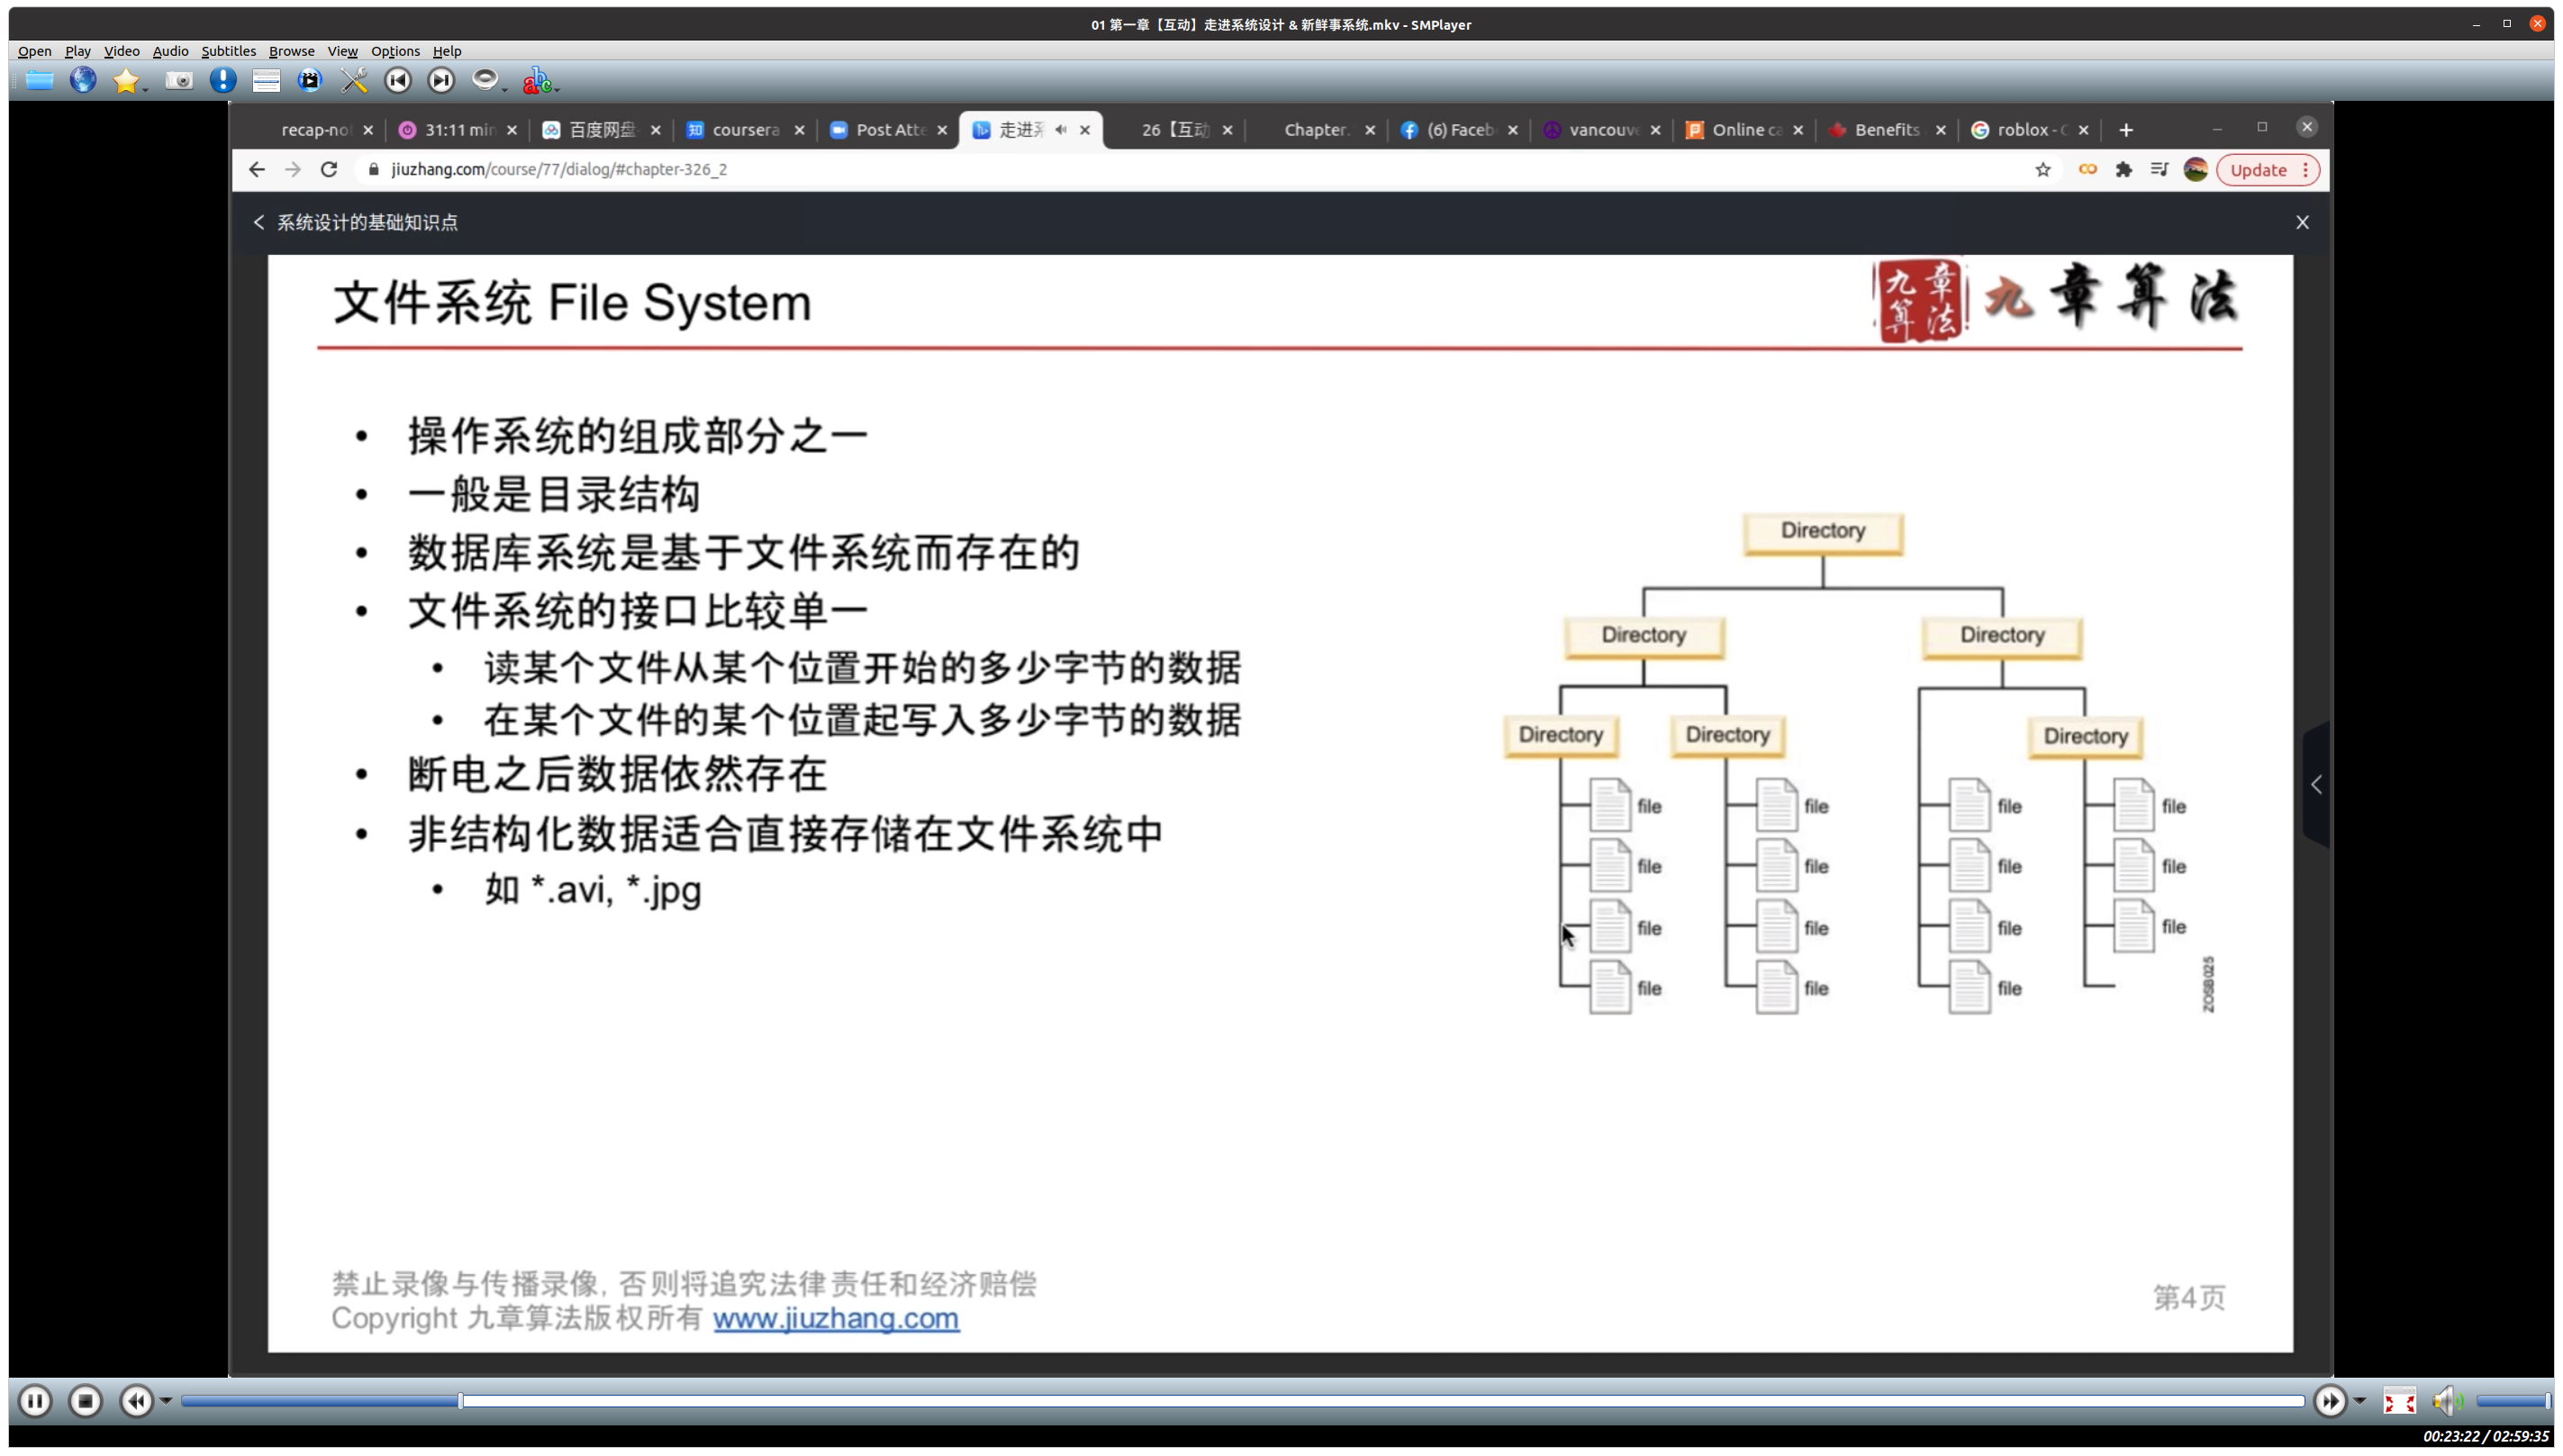 01 第一章【互动】走进系统设计 & 新鲜事系统.mkv - SMPlayer
Open Play Video Audio Subtitles Browse View Options Help
recap-no 31:11 min 百度网盘 coursera Post Atte 走进系 26【互动 Chapter. (6) Faceb vancouv Online ca Benefits roblox - G
jiuzhang.com/course/77/dialog/#chapter-326_2 Update
系统设计的基础知识点
文件系统 File System
九章算法 九章算法
• 操作系统的组成部分之一
• 一般是目录结构
• 数据库系统是基于文件系统而存在的
• 文件系统的接口比较单一
• 读某个文件从某个位置开始的多少字节的数据
• 在某个文件的某个位置起写入多少字节的数据
• 断电之后数据依然存在
• 非结构化数据适合直接存储在文件系统中
• 如 *.avi, *.jpg
Directory
Directory Directory
Directory Directory Directory
file file file file
file file file file
file file file file
file file file
ZOSB025
禁止录像与传播录像, 否则将追究法律责任和经济赔偿
Copyright 九章算法版权所有 www.jiuzhang.com
第4页
00:23:22 / 02:59:35